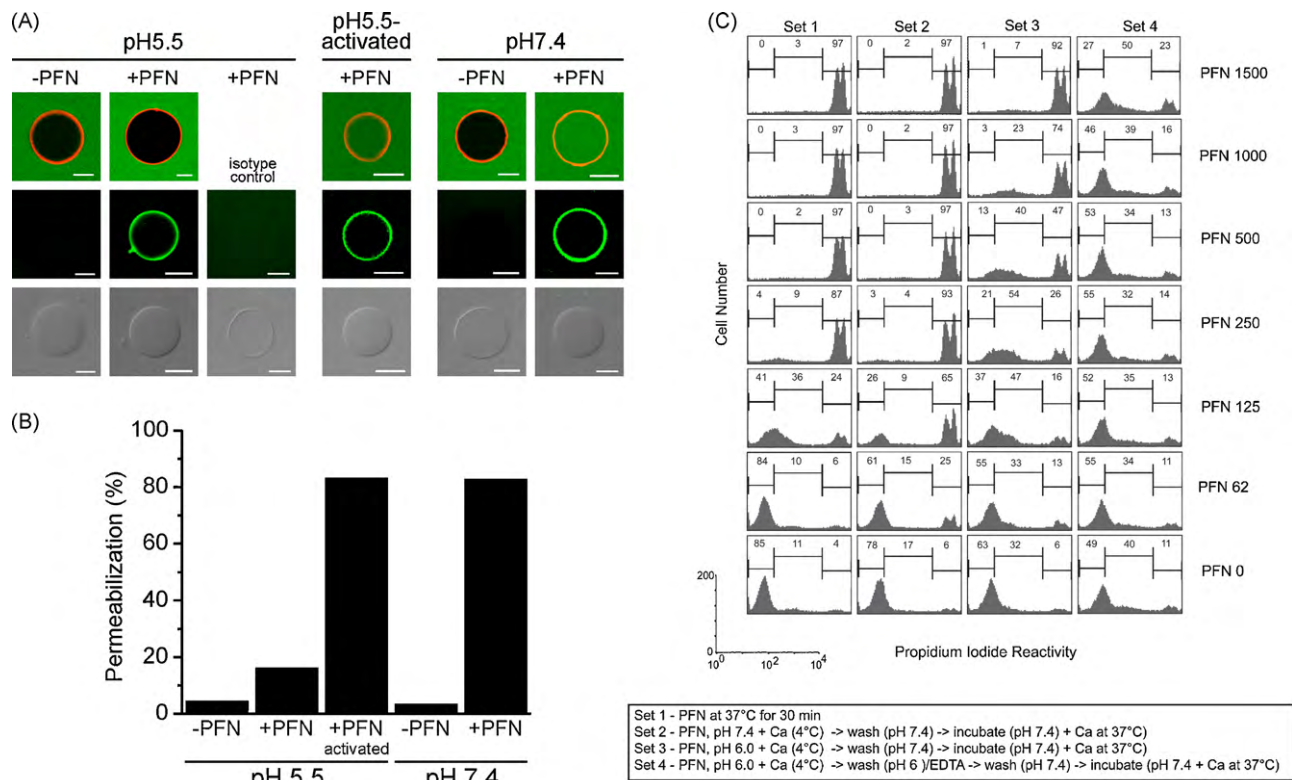 (A)
pH5.5
pH5.5-
activated
pH7.4
-PFN +PFN +PFN +PFN -PFN +PFN
isotype
control
(B)
Permeabilization (%)
100
80
60
40
20
0
-PFN +PFN +PFN -PFN +PFN
activated
pH 5.5 pH 7.4
(C)
Set 1 Set 2 Set 3 Set 4
0 3 97 0 2 97 1 7 92 27 50 23
PFN 1500
0 3 97 0 2 97 3 23 74 46 39 16
PFN 1000
0 2 97 0 3 97 13 40 47 53 34 13
PFN 500
4 9 87 3 4 93 21 54 26 55 32 14
PFN 250
41 36 24 26 9 65 37 47 16 52 35 13
PFN 125
84 10 6 61 15 25 55 33 13 55 34 11
PFN 62
85 11 4 78 17 6 63 32 6 49 40 11
PFN 0
Cell Number
200
0
10⁰ 10² 10⁴
Propidium Iodide Reactivity
Set 1 - PFN at 37°C for 30 min
Set 2 - PFN, pH 7.4 + Ca (4°C) -> wash (pH 7.4) -> incubate (pH 7.4) + Ca at 37°C)
Set 3 - PFN, pH 6.0 + Ca (4°C) -> wash (pH 7.4) -> incubate (pH 7.4) + Ca at 37°C)
Set 4 - PFN, pH 6.0 + Ca (4°C) -> wash (pH 6 )/EDTA -> wash (pH 7.4) -> incubate (pH 7.4 + Ca at 37°C)